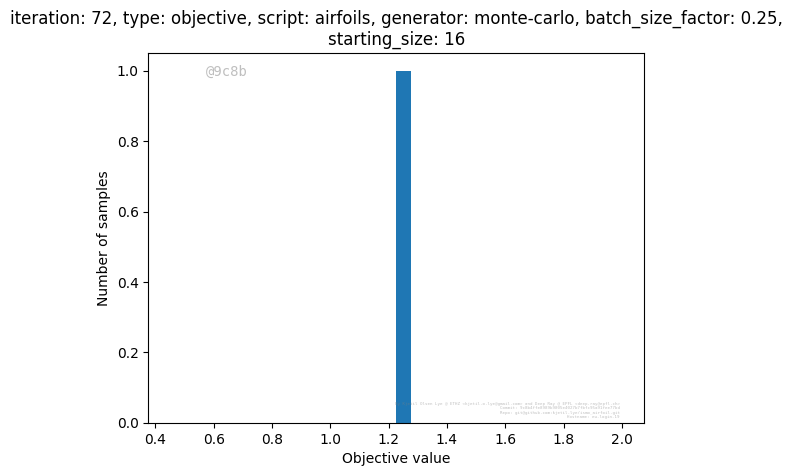 iteration: 72, type: objective, script: airfoils, generator: monte-carlo, batch_size_factor: 0.25,
starting_size: 16
@9c8b
1.0
0.8
0.6
0.4
0.2
0.0
Number of samples
0.4 0.6 0.8 1.0 1.2 1.4 1.6 1.8 2.0
Objective value